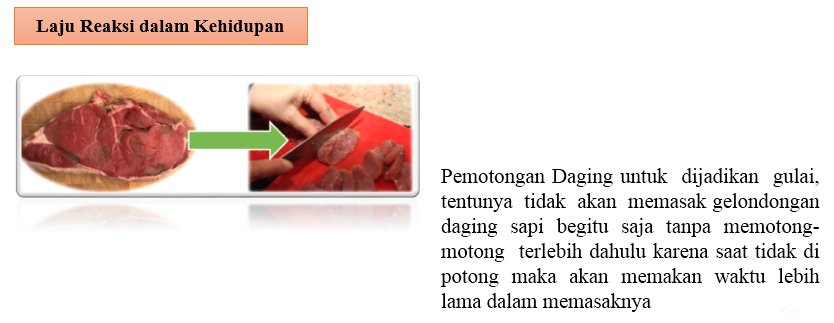 Laju Reaksi dalam Kehidupan
Pemotongan Daging untuk dijadikan gulai,
tentunya tidak akan memasak gelondongan
daging sapi begitu saja tanpa memotong-
motong terlebih dahulu karena saat tidak di
potong maka akan memakan waktu lebih
lama dalam memasaknya